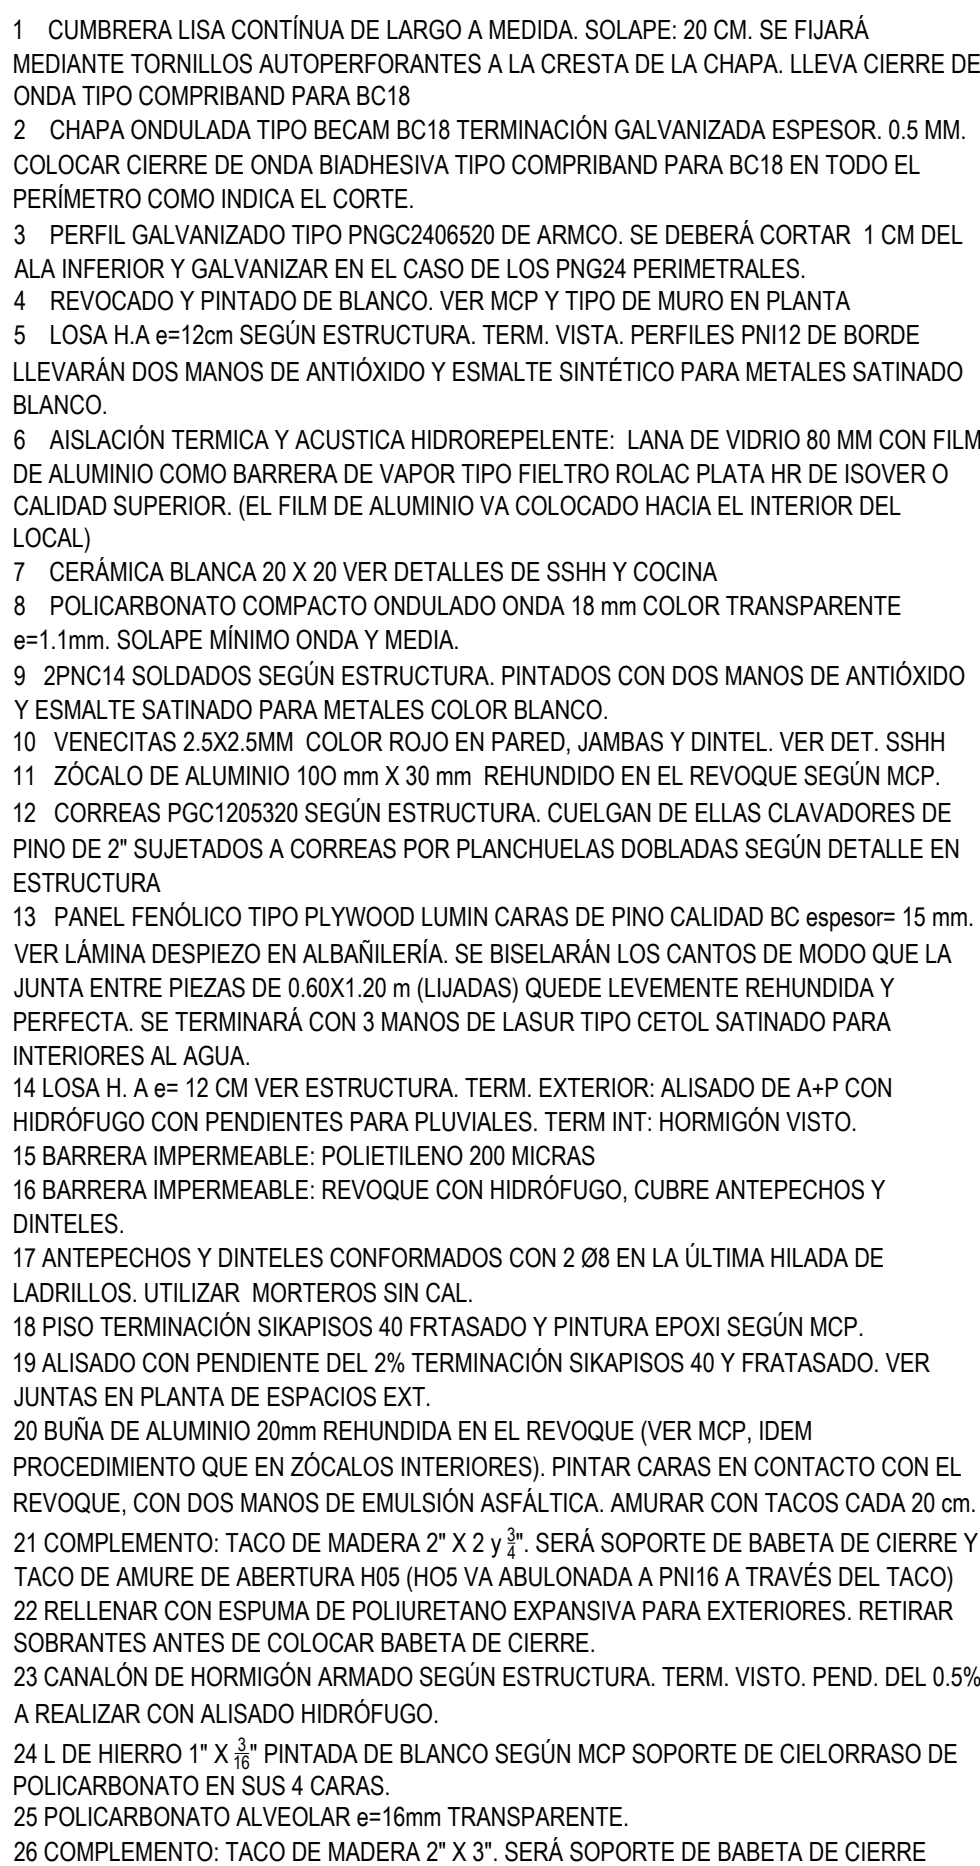 1 CUMBRERA LISA CONTÍNUA DE LARGO A MEDIDA. SOLAPE: 20 CM. SE FIJARÁ
MEDIANTE TORNILLOS AUTOPERFORANTES A LA CRESTA DE LA CHAPA. LLEVA CIERRE DE
ONDA TIPO COMPRIBAND PARA BC18
2 CHAPA ONDULADA TIPO BECAM BC18 TERMINACIÓN GALVANIZADA ESPESOR. 0.5 MM.
COLOCAR CIERRE DE ONDA BIADHESIVA TIPO COMPRIBAND PARA BC18 EN TODO EL
PERÍMETRO COMO INDICA EL CORTE.
3 PERFIL GALVANIZADO TIPO PNGC2406520 DE ARMCO. SE DEBERÁ CORTAR 1 CM DEL
ALA INFERIOR Y GALVANIZAR EN EL CASO DE LOS PNG24 PERIMETRALES.
4 REVOCADO Y PINTADO DE BLANCO. VER MCP Y TIPO DE MURO EN PLANTA
5 LOSA H.A e=12cm SEGÚN ESTRUCTURA. TERM. VISTA. PERFILES PNI12 DE BORDE
LLEVARÁN DOS MANOS DE ANTIÓXIDO Y ESMALTE SINTÉTICO PARA METALES SATINADO
BLANCO.
6 AISLACIÓN TERMICA Y ACUSTICA HIDROREPELENTE: LANA DE VIDRIO 80 MM CON FILM
DE ALUMINIO COMO BARRERA DE VAPOR TIPO FIELTRO ROLAC PLATA HR DE ISOVER O
CALIDAD SUPERIOR. (EL FILM DE ALUMINIO VA COLOCADO HACIA EL INTERIOR DEL
LOCAL)
7 CERÁMICA BLANCA 20 X 20 VER DETALLES DE SSHH Y COCINA
8 POLICARBONATO COMPACTO ONDULADO ONDA 18 mm COLOR TRANSPARENTE
e=1.1mm. SOLAPE MÍNIMO ONDA Y MEDIA.
9 2PNC14 SOLDADOS SEGÚN ESTRUCTURA. PINTADOS CON DOS MANOS DE ANTIÓXIDO
Y ESMALTE SATINADO PARA METALES COLOR BLANCO.
10 VENECITAS 2.5X2.5MM COLOR ROJO EN PARED, JAMBAS Y DINTEL. VER DET. SSHH
11 ZÓCALO DE ALUMINIO 10O mm X 30 mm REHUNDIDO EN EL REVOQUE SEGÚN MCP.
12 CORREAS PGC1205320 SEGÚN ESTRUCTURA. CUELGAN DE ELLAS CLAVADORES DE
PINO DE 2" SUJETADOS A CORREAS POR PLANCHUELAS DOBLADAS SEGÚN DETALLE EN
ESTRUCTURA
13 PANEL FENÓLICO TIPO PLYWOOD LUMIN CARAS DE PINO CALIDAD BC espesor= 15 mm.
VER LÁMINA DESPIEZO EN ALBAÑILERÍA. SE BISELARÁN LOS CANTOS DE MODO QUE LA
JUNTA ENTRE PIEZAS DE 0.60X1.20 m (LIJADAS) QUEDE LEVEMENTE REHUNDIDA Y
PERFECTA. SE TERMINARÁ CON 3 MANOS DE LASUR TIPO CETOL SATINADO PARA
INTERIORES AL AGUA.
14 LOSA H. A e= 12 CM VER ESTRUCTURA. TERM. EXTERIOR: ALISADO DE A+P CON
HIDRÓFUGO CON PENDIENTES PARA PLUVIALES. TERM INT: HORMIGÓN VISTO.
15 BARRERA IMPERMEABLE: POLIETILENO 200 MICRAS
16 BARRERA IMPERMEABLE: REVOQUE CON HIDRÓFUGO, CUBRE ANTEPECHOS Y
DINTELES.
17 ANTEPECHOS Y DINTELES CONFORMADOS CON 2 Ø8 EN LA ÚLTIMA HILADA DE
LADRILLOS. UTILIZAR MORTEROS SIN CAL.
18 PISO TERMINACIÓN SIKAPISOS 40 FRTASADO Y PINTURA EPOXI SEGÚN MCP.
19 ALISADO CON PENDIENTE DEL 2% TERMINACIÓN SIKAPISOS 40 Y FRATASADO. VER
JUNTAS EN PLANTA DE ESPACIOS EXT.
20 BUÑA DE ALUMINIO 20mm REHUNDIDA EN EL REVOQUE (VER MCP, IDEM
PROCEDIMIENTO QUE EN ZÓCALOS INTERIORES). PINTAR CARAS EN CONTACTO CON EL
REVOQUE, CON DOS MANOS DE EMULSIÓN ASFÁLTICA. AMURAR CON TACOS CADA 20 cm.
21 COMPLEMENTO: TACO DE MADERA 2" X 2 y 3/4". SERÁ SOPORTE DE BABETA DE CIERRE Y
TACO DE AMURE DE ABERTURA H05 (HO5 VA ABULONADA A PNI16 A TRAVÉS DEL TACO)
22 RELLENAR CON ESPUMA DE POLIURETANO EXPANSIVA PARA EXTERIORES. RETIRAR
SOBRANTES ANTES DE COLOCAR BABETA DE CIERRE.
23 CANALÓN DE HORMIGÓN ARMADO SEGÚN ESTRUCTURA. TERM. VISTO. PEND. DEL 0.5%
A REALIZAR CON ALISADO HIDRÓFUGO.
24 L DE HIERRO 1" X 3/16" PINTADA DE BLANCO SEGÚN MCP SOPORTE DE CIELORRASO DE
POLICARBONATO EN SUS 4 CARAS.
25 POLICARBONATO ALVEOLAR e=16mm TRANSPARENTE.
26 COMPLEMENTO: TACO DE MADERA 2" X 3". SERÁ SOPORTE DE BABETA DE CIERRE